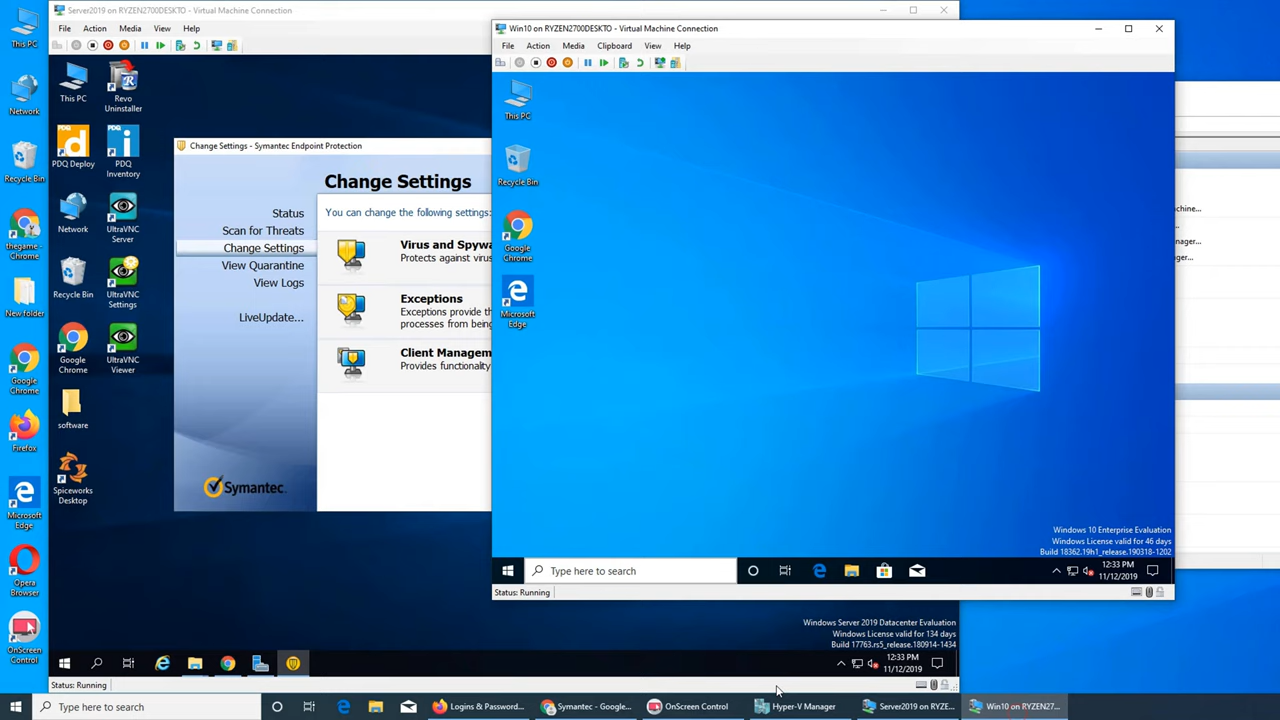 Server2019 on RYZEN2700DESKTO - Virtual Machine Connection
File Action Media View Help
Win10 on RYZEN2700DESKTO - Virtual Machine Connection
File Action Media Clipboard View Help
This PC
Network
Recycle Bin
thegame - Chrome
New folder
Google Chrome
Firefox
Microsoft Edge
Opera Browser
OnScreen Control
This PC
Revo Uninstaller
PDQ
PDQ Deploy
PDQ
PDQ Inventory
Network
UltraVNC Server
Recycle Bin
UltraVNC Settings
Google Chrome
UltraVNC Viewer
software
Spiceworks Desktop
Change Settings - Symantec Endpoint Protection
Change Settings
You can change the following settings:
Status
Scan for Threats
Change Settings
View Quarantine
View Logs
LiveUpdate...
Virus and Spywa
Protects against virus
Exceptions
Exceptions provide th
processes from being
Client Managem
Provides functionality
Symantec.
This PC
Recycle Bin
Google Chrome
Microsoft Edge
Windows 10 Enterprise Evaluation
Windows License valid for 46 days
Build 18362.19h1_release.190318-1202
Type here to search
12:33 PM
11/12/2019
Status: Running
achine...
nager...
ger...
Windows Server 2019 Datacenter Evaluation
Windows License valid for 134 days
Build 17763.rs5_release.180914-1434
12:33 PM
11/12/2019
Status: Running
Type here to search
Logins & Password...
Symantec - Google...
OnScreen Control
Hyper-V Manager
Server2019 on RYZE...
Win10 on RYZEN27...